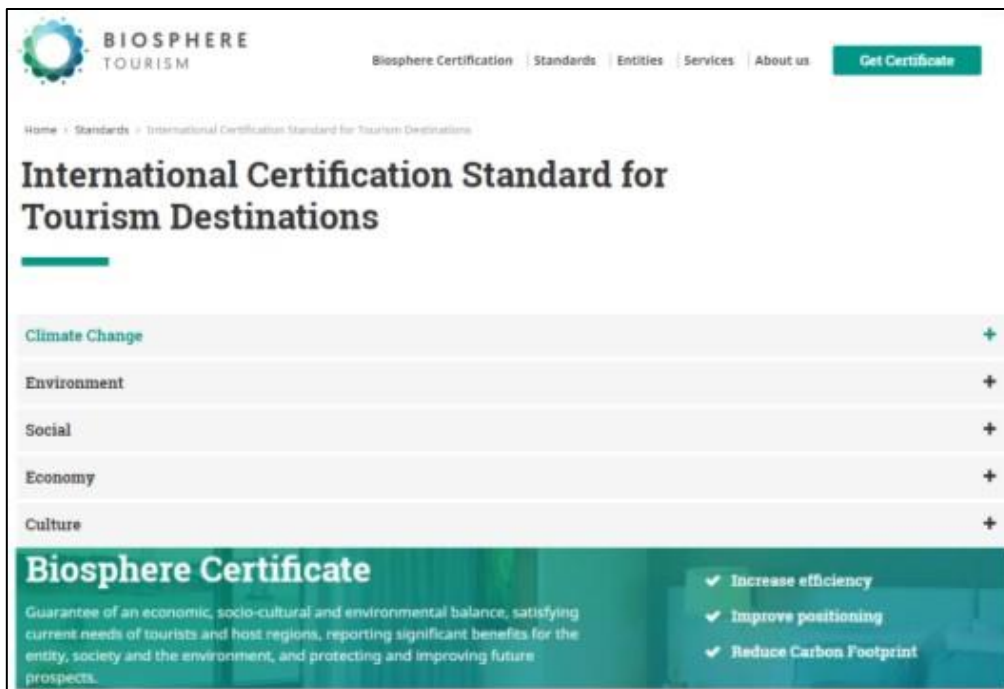 BIOSPHERE
TOURISM
Biosphere Certification Standards Entities Services About us Get Certificate
Home Standards International Certification Standard for Tourism Destinations
International Certification Standard for
Tourism Destinations
Climate Change +
Environment +
Social +
Economy +
Culture +
Biosphere Certificate
Guarantee of an economic, socio-cultural and environmental balance, satisfying
current needs of tourists and host regions, reporting significant benefits for the
entity, society and the environment, and protecting and improving future
prospects.
✔ Increase efficiency
✔ Improve positioning
✔ Reduce Carbon Footprint